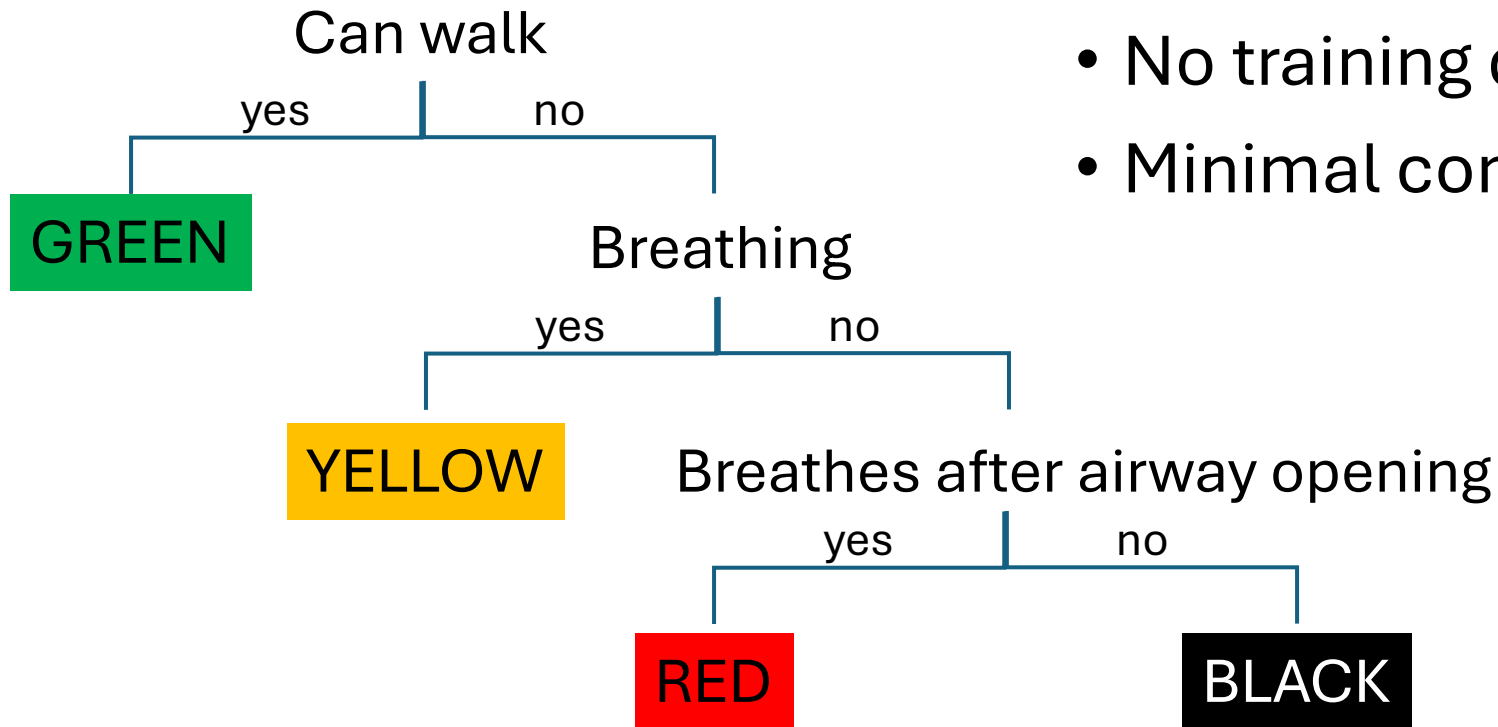 Can walk
yes
no
GREEN
Breathing
yes
no
YELLOW
Breathes after airway opening
yes
no
RED
BLACK
• No training
• Minimal